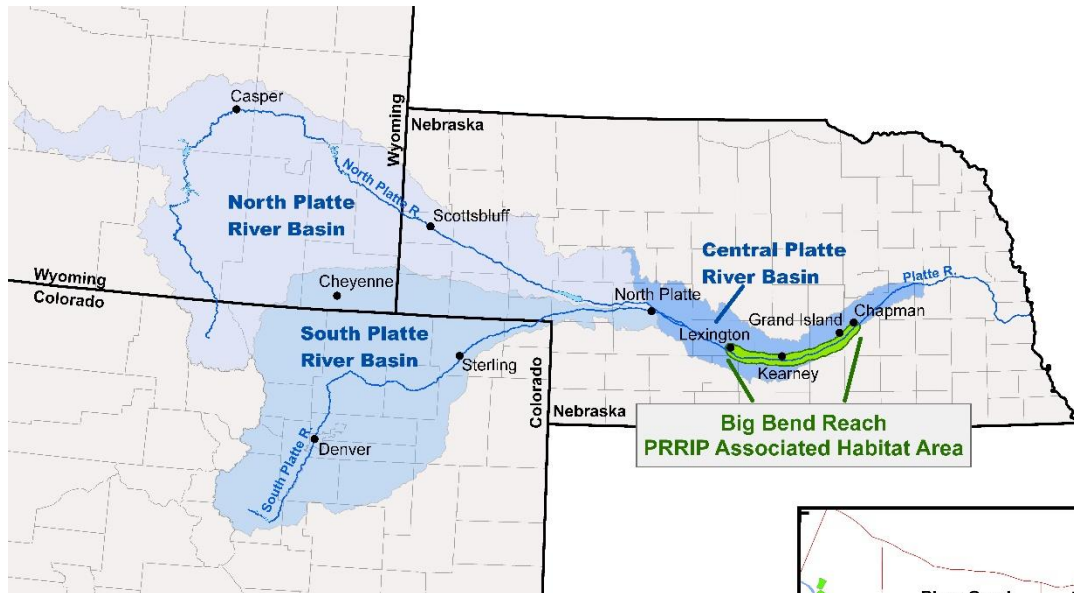 Casper
Wyoming
Nebraska
North Platte R.
North Platte
River Basin
Scottsbluff
Central Platte
River Basin
Platte R.
Wyoming
Colorado
Cheyenne
North Platte
Grand Island
Chapman
South Platte
River Basin
Lexington
Sterling
Kearney
Colorado
Nebraska
Big Bend Reach
PRRIP Associated Habitat Area
South Platte R.
Denver